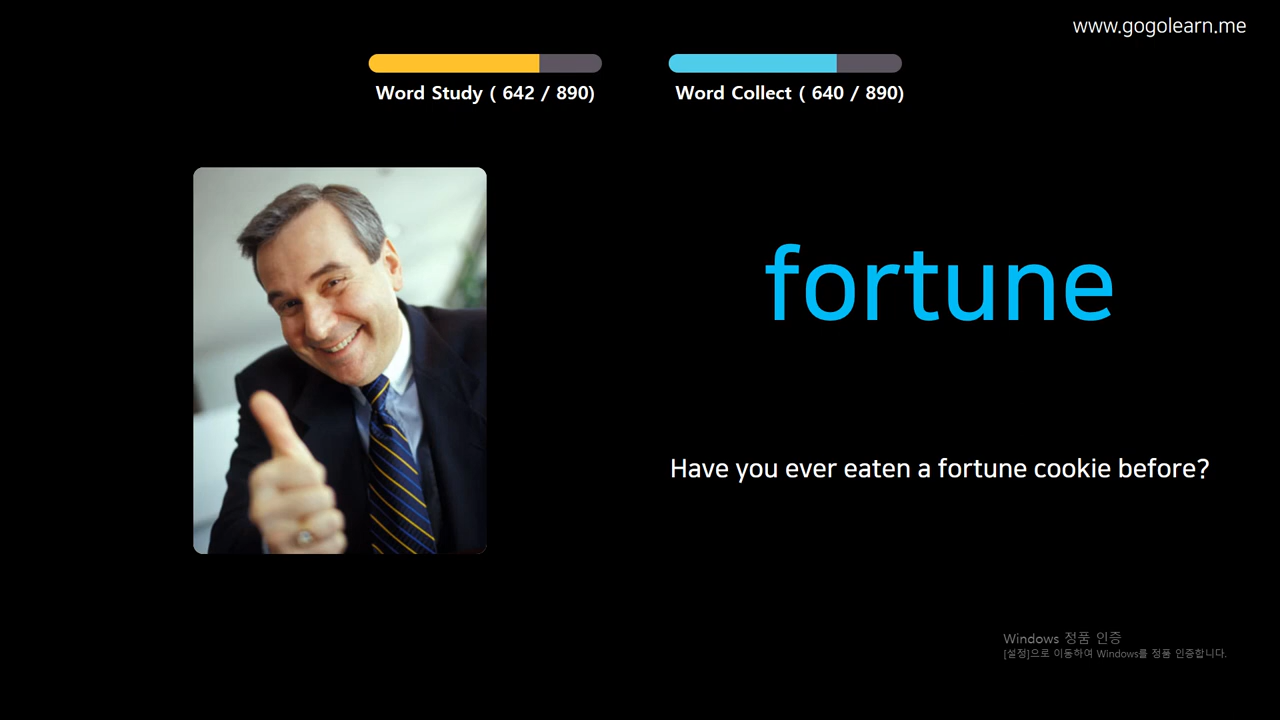 www.gogolearn.me
Word Study ( 642 / 890)
Word Collect ( 640 / 890)
fortune
Have you ever eaten a fortune cookie before?
Windows 정품 인증
[설정]으로 이동하여 Windows를 정품 인증합니다.